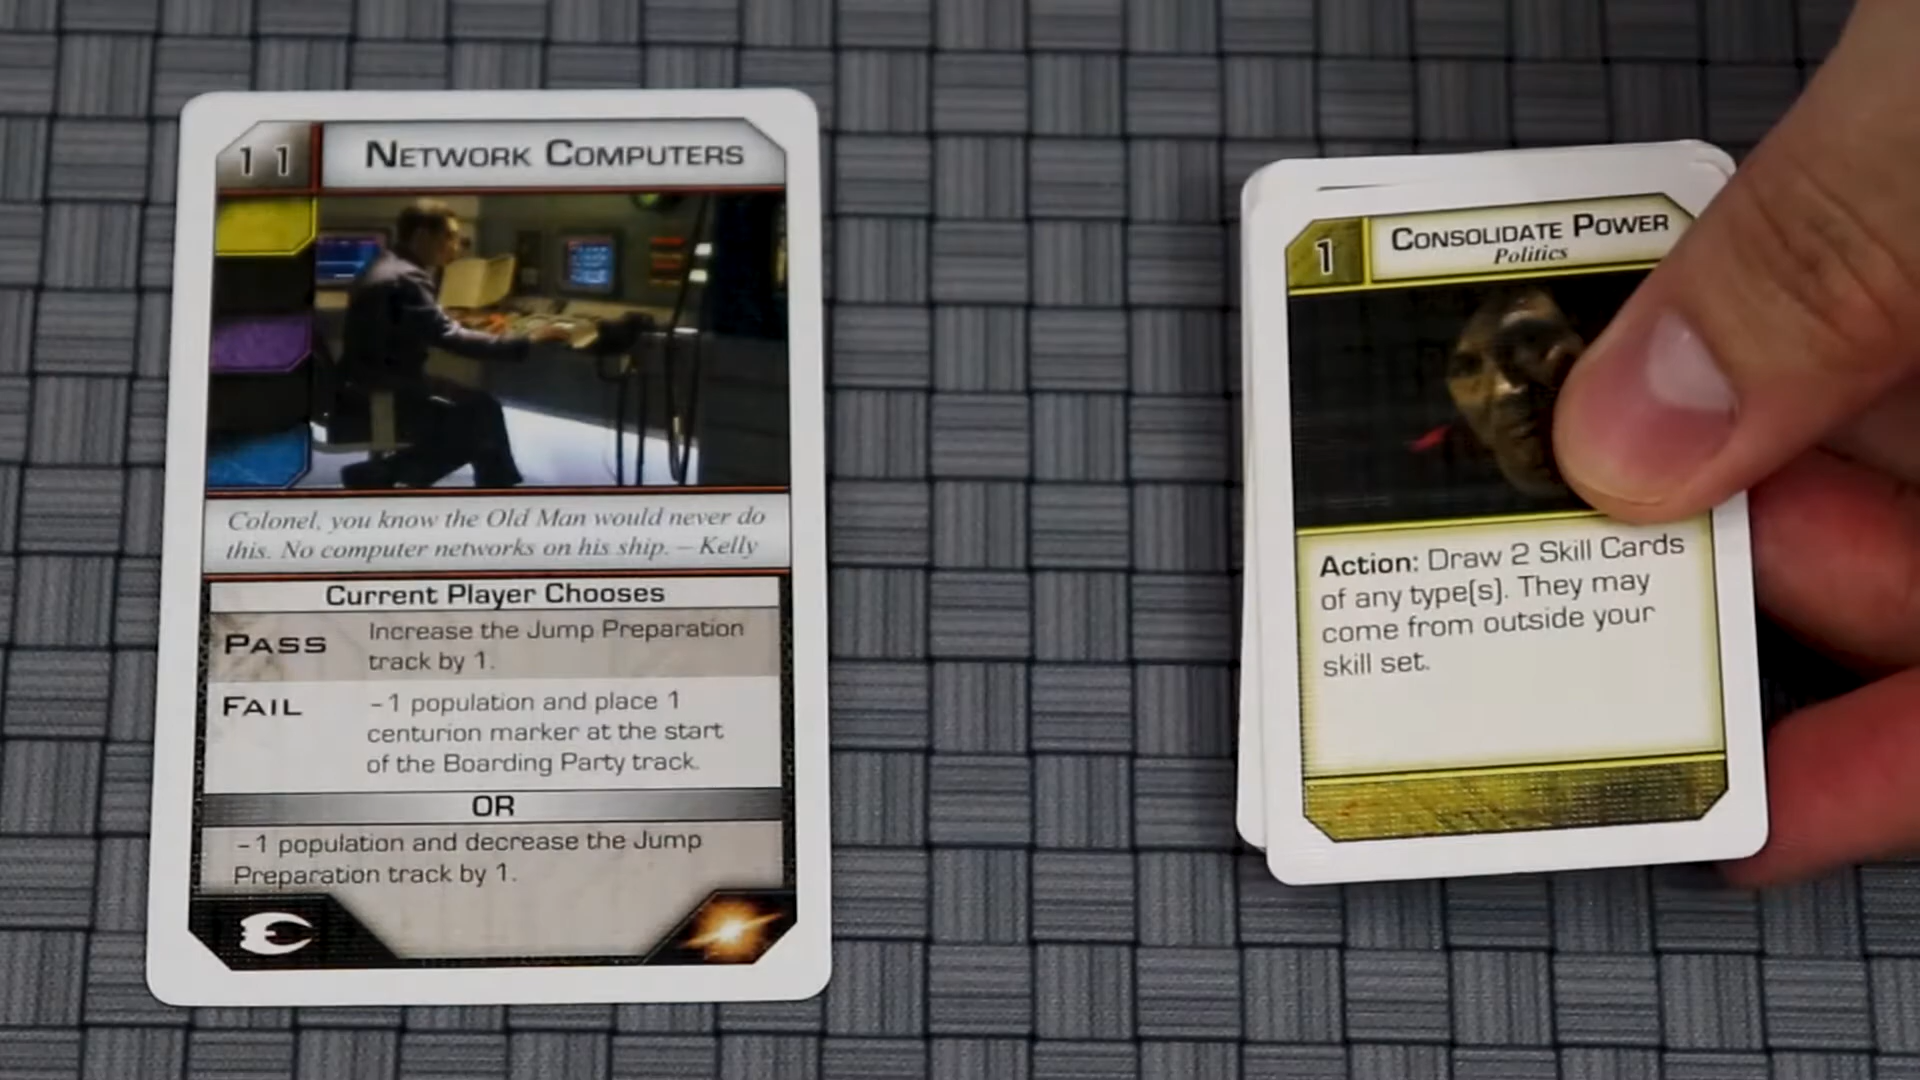 11 NETWORK COMPUTERS
Colonel, you know the Old Man would never do
this. No computer networks on his ship. – Kelly
Current Player Chooses
PASS Increase the Jump Preparation
track by 1.
FAIL -1 population and place 1
centurion marker at the start
of the Boarding Party track.
OR
-1 population and decrease the Jump
Preparation track by 1.
1 CONSOLIDATE POWER
Politics
Action: Draw 2 Skill Cards
of any type(s). They may
come from outside your
skill set.